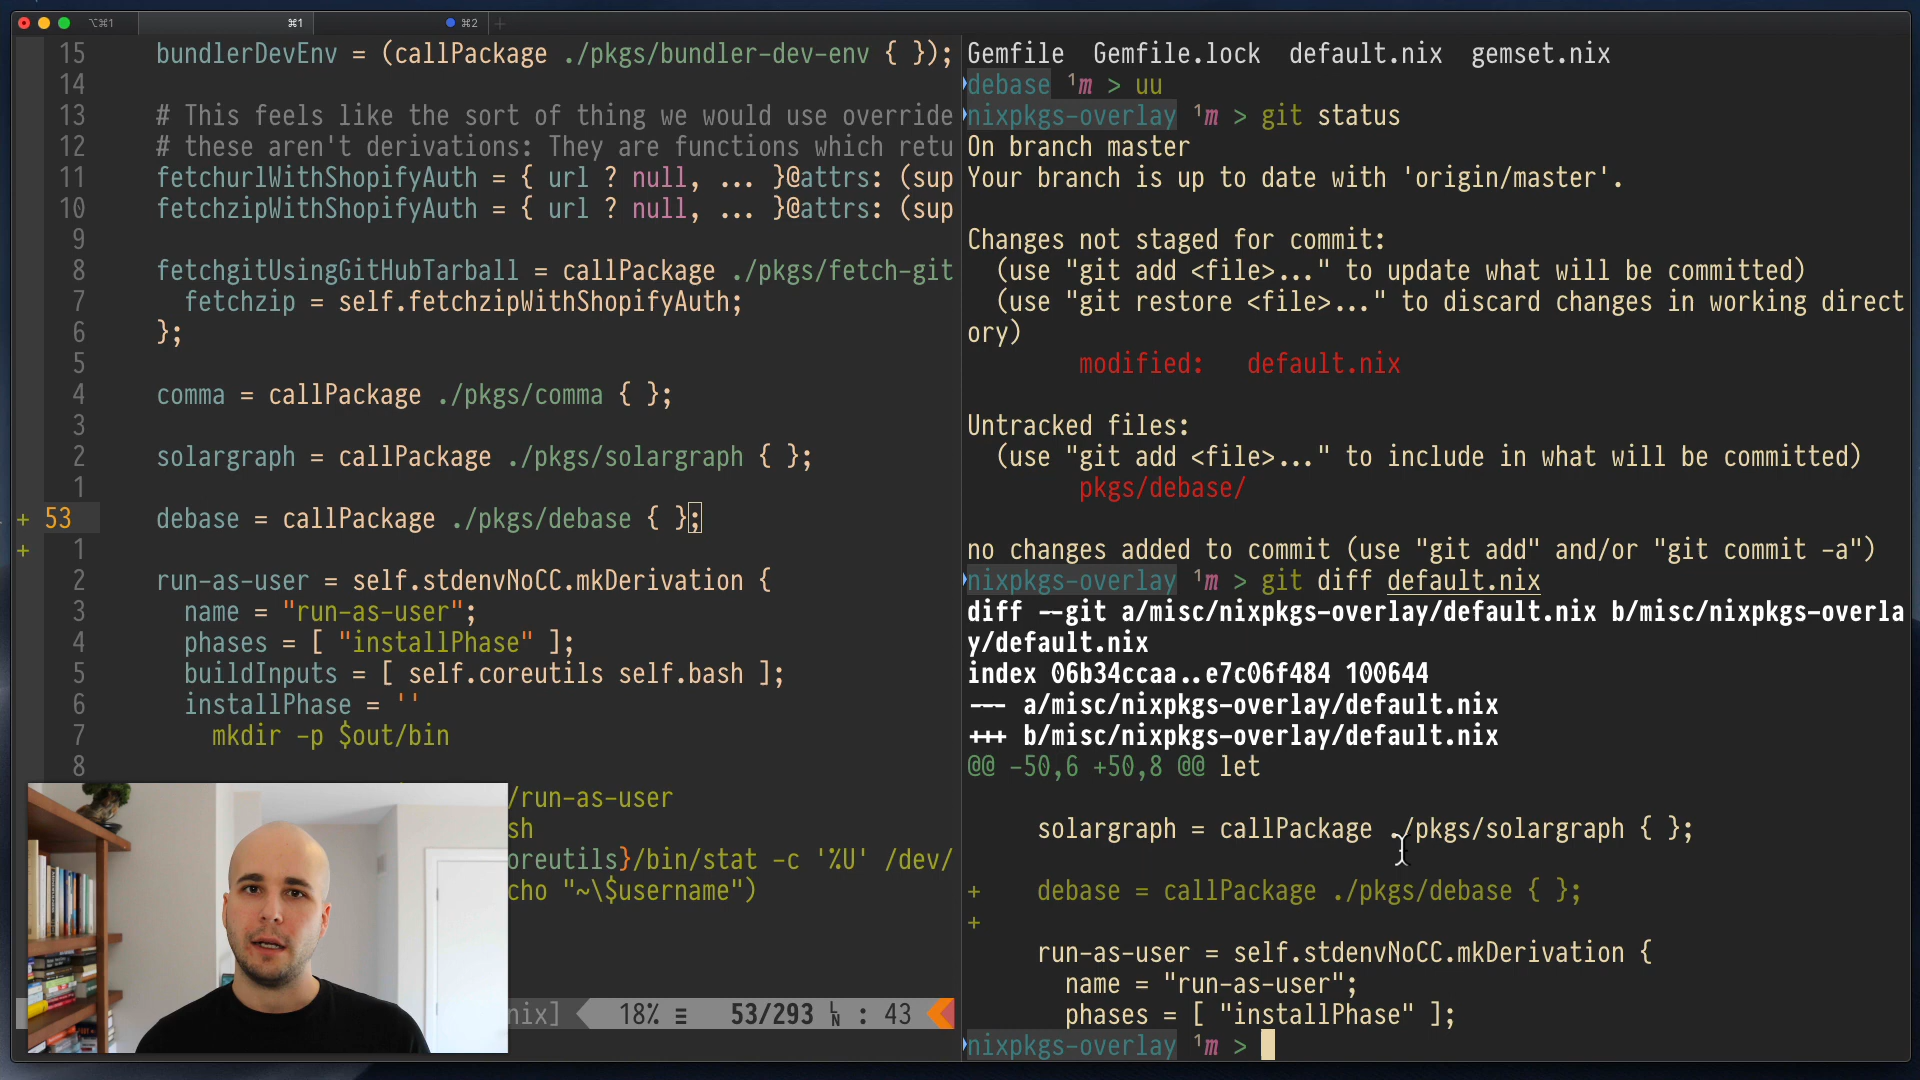 ⌥⌘1
⌘1
⌘2
15 bundlerDevEnv = (callPackage ./pkgs/bundler-dev-env { });
14
13 # This feels like the sort of thing we would use override
12 # these aren't derivations: They are functions which retu
11 fetchurlWithShopifyAuth = { url ? null, ... }@attrs: (sup
10 fetchzipWithShopifyAuth = { url ? null, ... }@attrs: (sup
9
8 fetchgitUsingGitHubTarball = callPackage ./pkgs/fetch-git
7 fetchzip = self.fetchzipWithShopifyAuth;
6 };
5
4 comma = callPackage ./pkgs/comma { };
3
2 solargraph = callPackage ./pkgs/solargraph { };
1
+ 53 debase = callPackage ./pkgs/debase { };
+ 1
2 run-as-user = self.stdenvNoCC.mkDerivation {
3 name = "run-as-user";
4 phases = [ "installPhase" ];
5 buildInputs = [ self.coreutils self.bash ];
6 installPhase = ''
7 mkdir -p $out/bin
8
/run-as-user
sh
oreutils}/bin/stat -c '%U' /dev/
cho "~\$username")
nix] 18% ≡ 53/293 LN : 43
Gemfile Gemfile.lock default.nix gemset.nix
debase ¹m > uu
nixpkgs-overlay ¹m > git status
On branch master
Your branch is up to date with 'origin/master'.
Changes not staged for commit:
(use "git add <file>..." to update what will be committed)
(use "git restore <file>..." to discard changes in working direct
ory)
modified: default.nix
Untracked files:
(use "git add <file>..." to include in what will be committed)
pkgs/debase/
no changes added to commit (use "git add" and/or "git commit -a")
nixpkgs-overlay ¹m > git diff default.nix
diff --git a/misc/nixpkgs-overlay/default.nix b/misc/nixpkgs-overla
y/default.nix
index 06b34ccaa..e7c06f484 100644
--- a/misc/nixpkgs-overlay/default.nix
+++ b/misc/nixpkgs-overlay/default.nix
@@ -50,6 +50,8 @@ let
solargraph = callPackage ./pkgs/solargraph { };
+ debase = callPackage ./pkgs/debase { };
+
run-as-user = self.stdenvNoCC.mkDerivation {
name = "run-as-user";
phases = [ "installPhase" ];
nixpkgs-overlay ¹m >